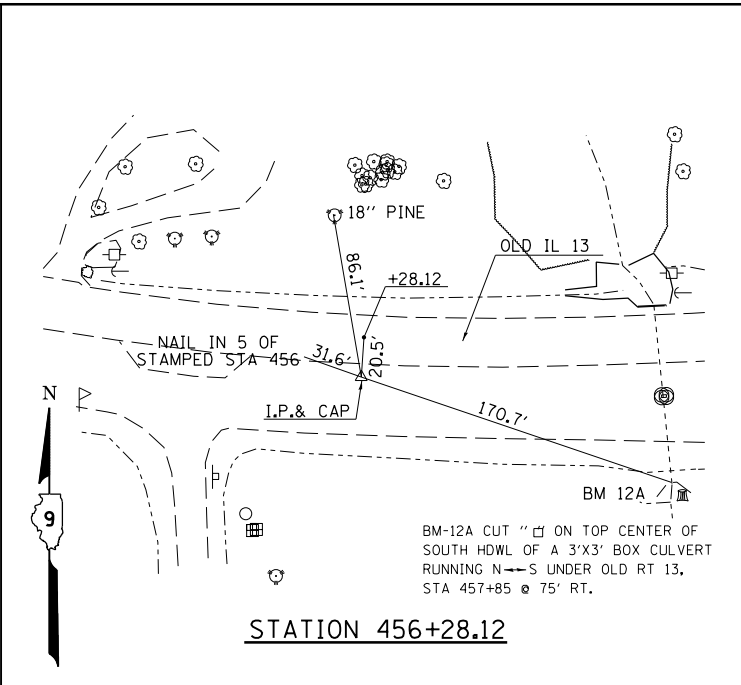 18'' PINE
OLD IL 13
86.1'
+28.12
NAIL IN 5 OF
STAMPED STA 456
31.6'
20.5'
I.P.& CAP
N
170.7'
9
BM 12A
BM-12A CUT "□" ON TOP CENTER OF
SOUTH HDWL OF A 3'X3' BOX CULVERT
RUNNING N↔S UNDER OLD RT 13,
STA 457+85 @ 75' RT.
STATION 456+28.12